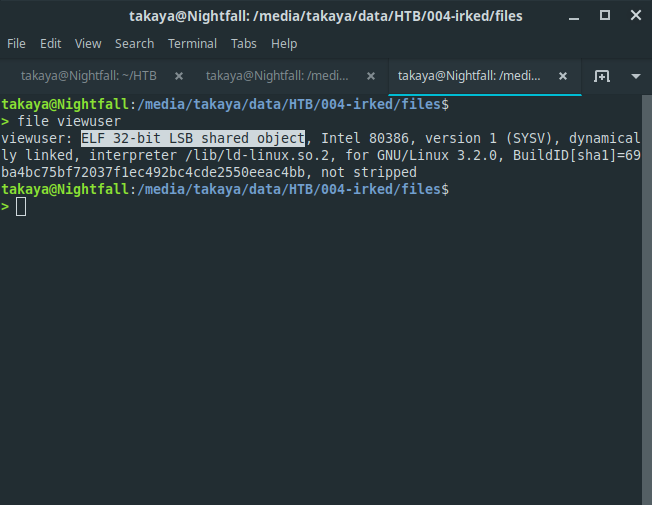 takaya@Nightfall: /media/takaya/data/HTB/004-irked/files
File Edit View Search Terminal Tabs Help
takaya@Nightfall: ~/HTB takaya@Nightfall: /medi... takaya@Nightfall: /medi...
takaya@Nightfall:/media/takaya/data/HTB/004-irked/files$
> file viewuser
viewuser: ELF 32-bit LSB shared object, Intel 80386, version 1 (SYSV), dynamical
ly linked, interpreter /lib/ld-linux.so.2, for GNU/Linux 3.2.0, BuildID[sha1]=69
ba4bc75bf72037f1ec492bc4cde2550eeac4bb, not stripped
takaya@Nightfall:/media/takaya/data/HTB/004-irked/files$
>